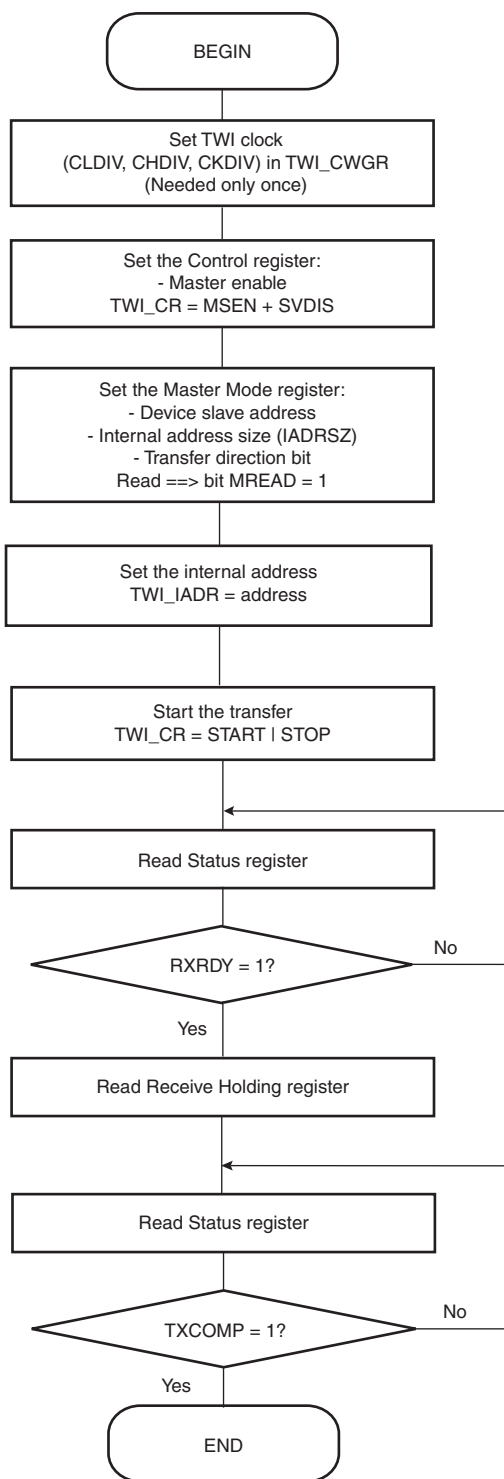 BEGIN
Set TWI clock
(CLDIV, CHDIV, CKDIV) in TWI_CWGR
(Needed only once)
Set the Control register:
- Master enable
TWI_CR = MSEN + SVDIS
Set the Master Mode register:
- Device slave address
- Internal address size (IADRSZ)
- Transfer direction bit
Read ==> bit MREAD = 1
Set the internal address
TWI_IADR = address
Start the transfer
TWI_CR = START | STOP
Read Status register
RXRDY = 1?
No
Yes
Read Receive Holding register
Read Status register
TXCOMP = 1?
No
Yes
END